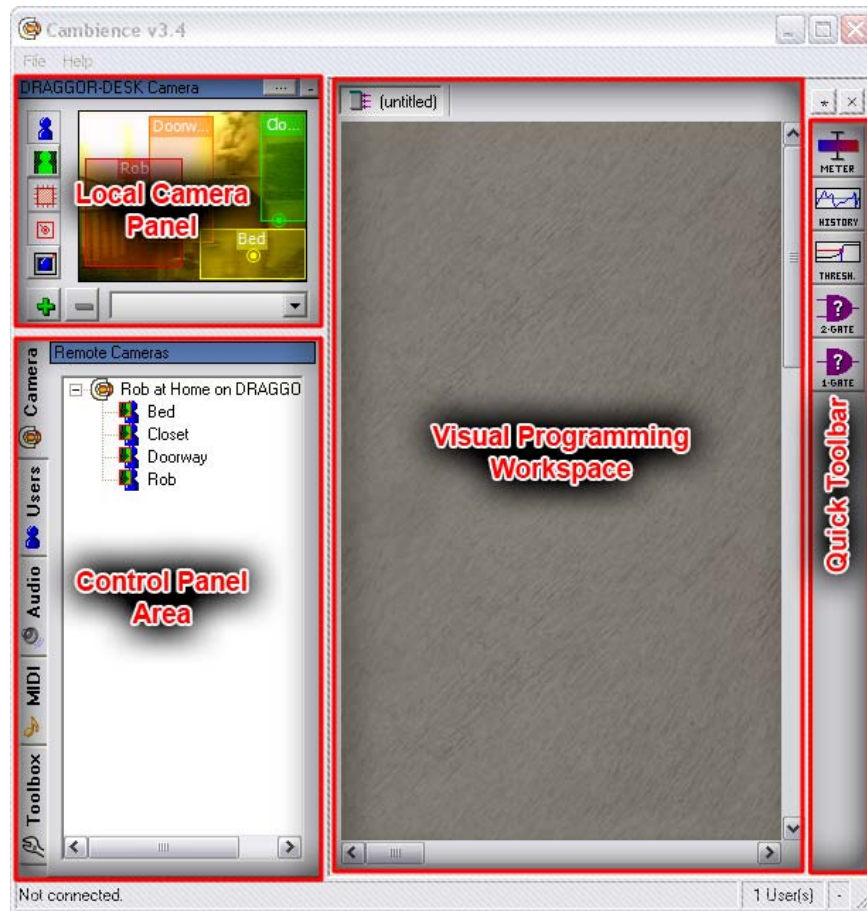 Cambience v3.4
File Help
DRAGGOR-DESK Camera
...
-
Doorw...
Clo...
Rob
Bed
Local Camera
Panel
Camera
Users
Audio
MIDI
Toolbox
Remote Cameras
Rob at Home on DRAGGO
Bed
Closet
Doorway
Rob
Control Panel
Area
(untitled)
Visual Programming
Workspace
METER
HISTORY
THRESH.
?
2-GATE
?
1-GATE
Quick Toolbar
Not connected.
1 User(s)
-